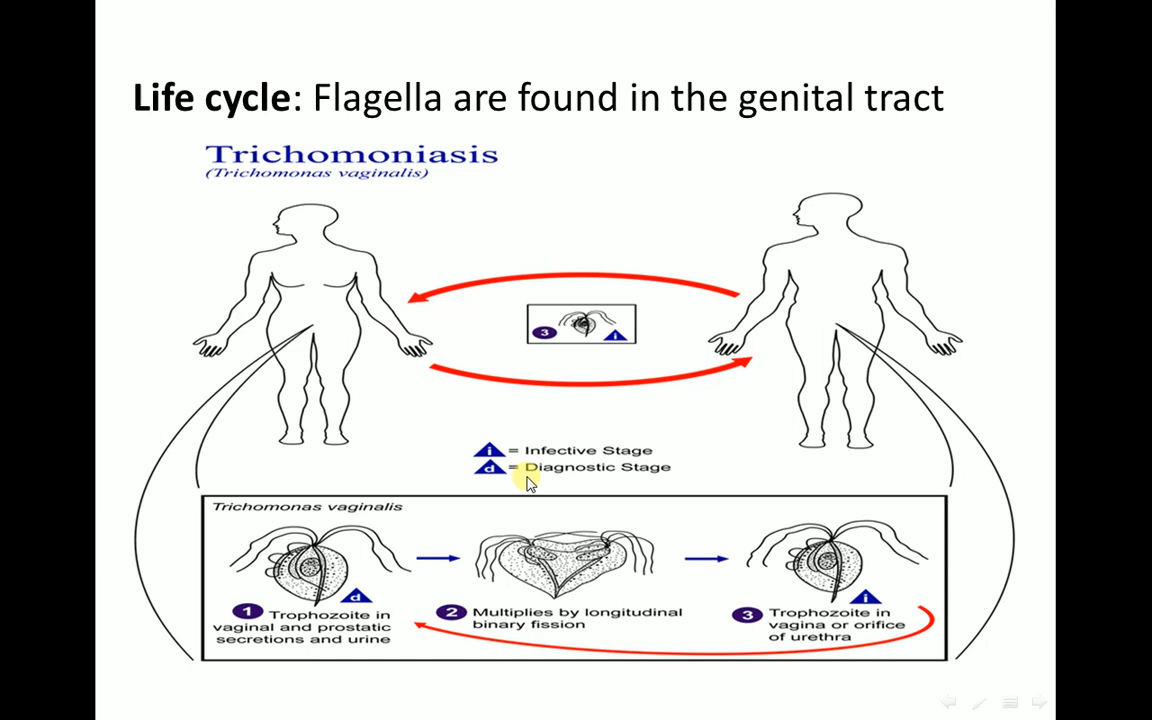 Life cycle: Flagella are found in the genital tract
Trichomoniasis
(Trichomonas vaginalis)
3 i
i = Infective Stage
d = Diagnostic Stage
Trichomonas vaginalis
d
i
1 Trophozoite in
vaginal and prostatic
secretions and urine
2 Multiplies by longitudinal
binary fission
3 Trophozoite in
vagina or orifice
of urethra